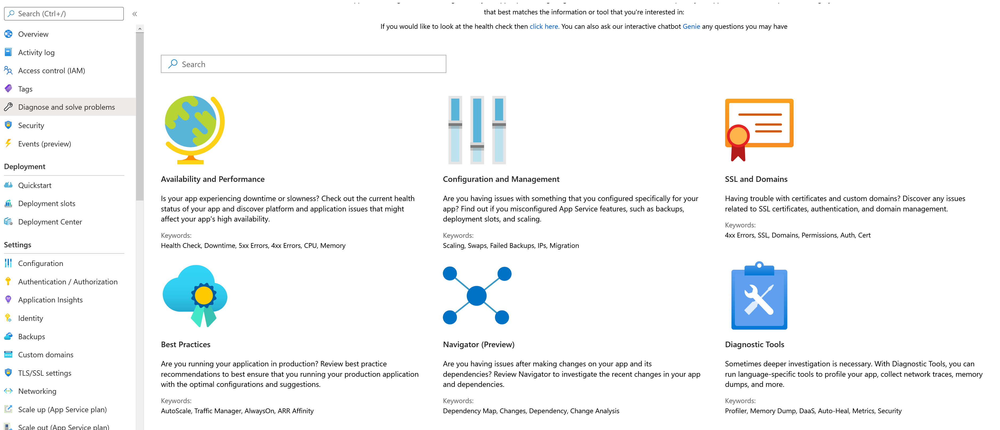 Search (Ctrl+/)
Overview
Activity log
Access control (IAM)
Tags
Diagnose and solve problems
Security
Events (preview)
Deployment
Quickstart
Deployment slots
Deployment Center
Settings
Configuration
Authentication / Authorization
Application Insights
Identity
Backups
Custom domains
TLS/SSL settings
Networking
Scale up (App Service plan)
Scale out (App Service plan)
that best matches the information or tool that you're interested in:
If you would like to look at the health check then click here. You can also ask our interactive chatbot Genie any questions you may have
Search
Availability and Performance
Is your app experiencing downtime or slowness? Check out the current health
status of your app and discover platform and application issues that might
affect your app's high availability.
Keywords:
Health Check, Downtime, 5xx Errors, 4xx Errors, CPU, Memory
Configuration and Management
Are you having issues with something that you configured specifically for your
app? Find out if you misconfigured App Service features, such as backups,
deployment slots, and scaling.
Keywords:
Scaling, Swaps, Failed Backups, IPs, Migration
SSL and Domains
Having trouble with certificates and custom domains? Discover any issues
related to SSL certificates, authentication, and domain management.
Keywords:
4xx Errors, SSL, Domains, Permissions, Auth, Cert
Best Practices
Are you running your application in production? Review best practice
recommendations to best ensure that you running your production application
with the optimal configurations and suggestions.
Keywords:
AutoScale, Traffic Manager, AlwaysOn, ARR Affinity
Navigator (Preview)
Are you having issues after making changes on your app and its
dependencies? Review Navigator to investigate the recent changes in your app
and dependencies.
Keywords:
Dependency Map, Changes, Dependency, Change Analysis
Diagnostic Tools
Sometimes deeper investigation is necessary. With Diagnostic Tools, you can
run language-specific tools to profile your app, collect network traces, memory
dumps, and more.
Keywords:
Profiler, Memory Dump, DaaS, Auto-Heal, Metrics, Security